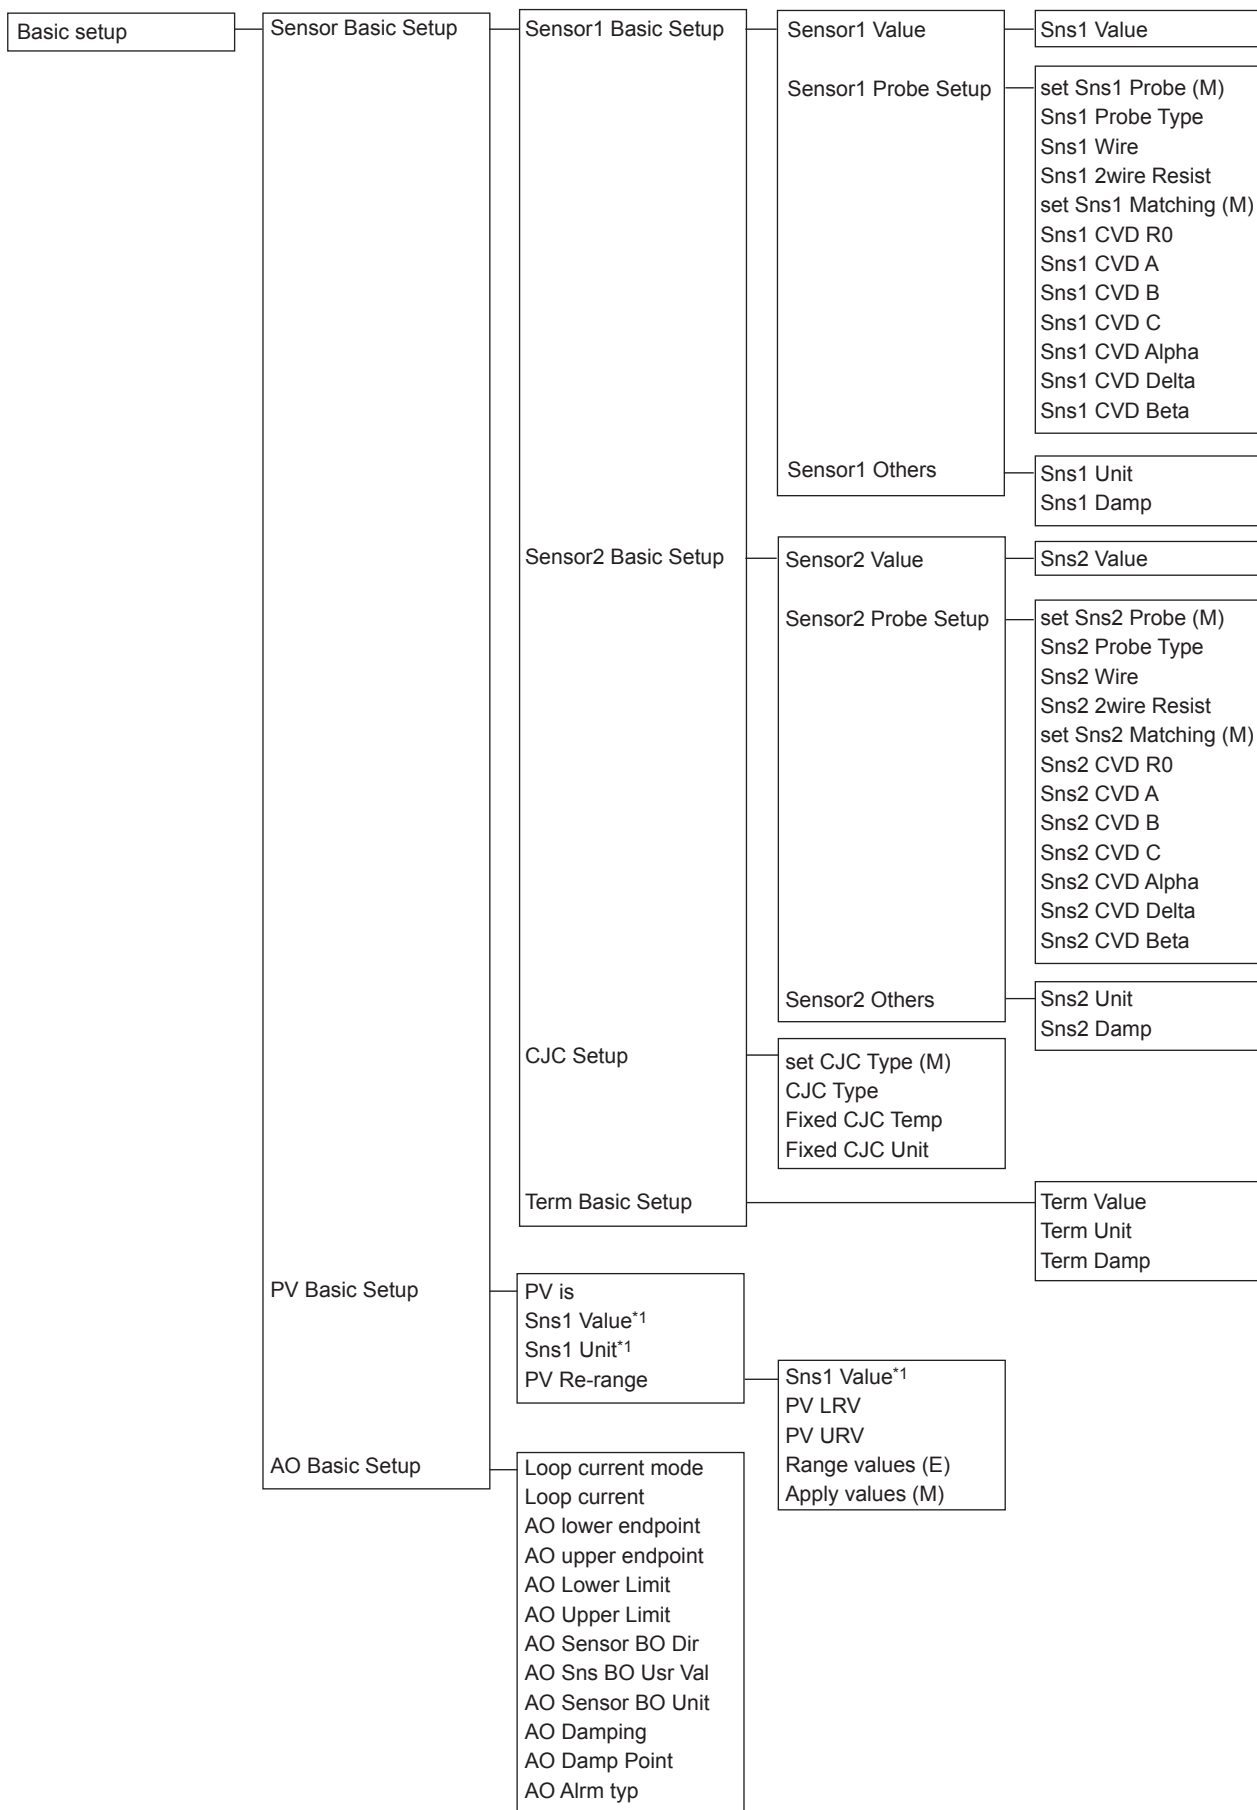 Basic setup
Sensor Basic Setup
Sensor1 Basic Setup
Sensor1 Value
Sns1 Value
Sensor1 Probe Setup
set Sns1 Probe (M)
Sns1 Probe Type
Sns1 Wire
Sns1 2wire Resist
set Sns1 Matching (M)
Sns1 CVD R0
Sns1 CVD A
Sns1 CVD B
Sns1 CVD C
Sns1 CVD Alpha
Sns1 CVD Delta
Sns1 CVD Beta
Sensor1 Others
Sns1 Unit
Sns1 Damp
Sensor2 Basic Setup
Sensor2 Value
Sns2 Value
Sensor2 Probe Setup
set Sns2 Probe (M)
Sns2 Probe Type
Sns2 Wire
Sns2 2wire Resist
set Sns2 Matching (M)
Sns2 CVD R0
Sns2 CVD A
Sns2 CVD B
Sns2 CVD C
Sns2 CVD Alpha
Sns2 CVD Delta
Sns2 CVD Beta
Sensor2 Others
Sns2 Unit
Sns2 Damp
CJC Setup
set CJC Type (M)
CJC Type
Fixed CJC Temp
Fixed CJC Unit
Term Basic Setup
Term Value
Term Unit
Term Damp
PV Basic Setup
PV is
Sns1 Value*1
Sns1 Unit*1
PV Re-range
Sns1 Value*1
PV LRV
PV URV
Range values (E)
Apply values (M)
AO Basic Setup
Loop current mode
Loop current
AO lower endpoint
AO upper endpoint
AO Lower Limit
AO Upper Limit
AO Sensor BO Dir
AO Sns BO Usr Val
AO Sensor BO Unit
AO Damping
AO Damp Point
AO Alrm typ